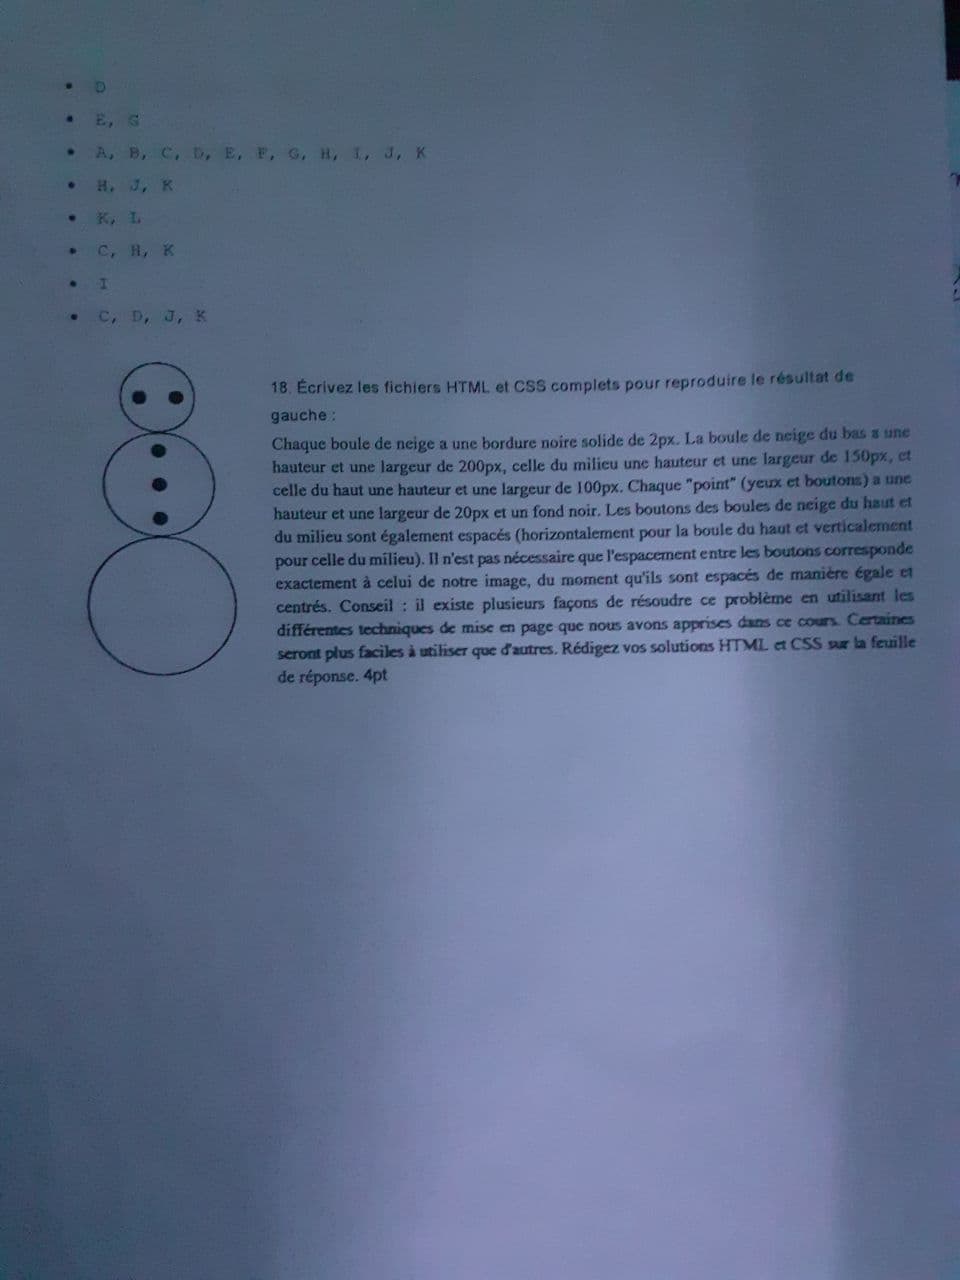 • D
• E, G
• A, B, C, D, E, F, G, H, I, J, K
• H, J, K
• K, L
• C, H, K
• I
• C, D, J, K
18. Écrivez les fichiers HTML et CSS complets pour reproduire le résultat de
gauche :
Chaque boule de neige a une bordure noire solide de 2px. La boule de neige du bas a une
hauteur et une largeur de 200px, celle du milieu une hauteur et une largeur de 150px, et
celle du haut une hauteur et une largeur de 100px. Chaque "point" (yeux et boutons) a une
hauteur et une largeur de 20px et un fond noir. Les boutons des boules de neige du haut et
du milieu sont également espacés (horizontalement pour la boule du haut et verticalement
pour celle du milieu). Il n'est pas nécessaire que l'espacement entre les boutons corresponde
exactement à celui de notre image, du moment qu'ils sont espacés de manière égale et
centrés. Conseil : il existe plusieurs façons de résoudre ce problème en utilisant les
différentes techniques de mise en page que nous avons apprises dans ce cours. Certaines
seront plus faciles à utiliser que d'autres. Rédigez vos solutions HTML et CSS sur la feuille
de réponse. 4pt